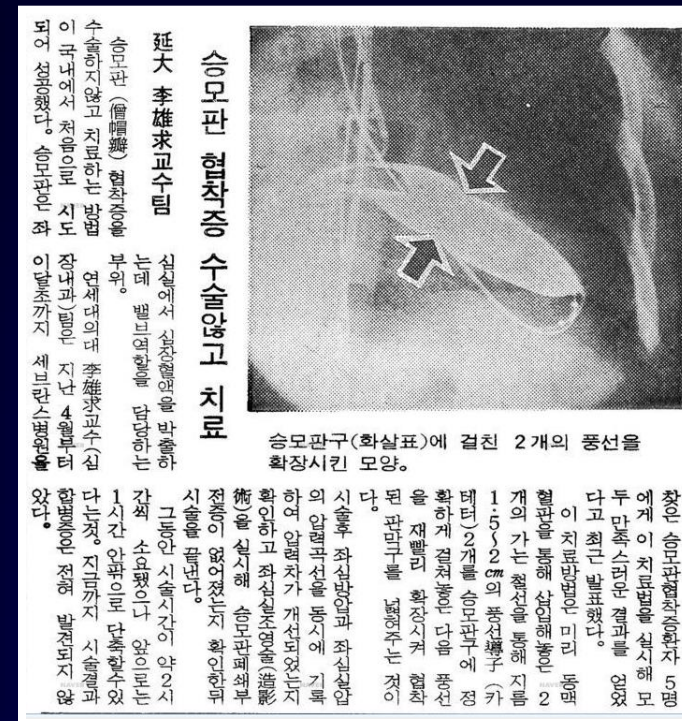 승모판 협착증 수술않고 치료
延大 李雄求교수팀
승모판 (僧帽瓣) 협착증을
수술하지않고 치료하는 방법
이 국내에서 처음으로 시도
되어 성공했다. 승모판은 좌
심실에서 심장혈액을 박출하
는데 밸브역할을 담당하는
부위.
연세대의대 李雄求교수(심
장내과)팀은 지난 4월부터
이달초까지 세브란스병원을
찾은 승모판협착증환자 5명
에게 이 치료법을 실시해 모
두 만족스러운 결과를 얻었
다고 최근 발표했다.
이 치료방법은 미리 동맥
혈관을 통해 삽입해놓은 2
개의 가는 철선을 통해 지름
1·5~2cm의 풍선導子(카
테터)2개를 승모판구에 정
확하게 걸쳐놓은 다음 풍선
을 재빨리 확장시켜 협착
된 판막구를 넓혀주는 것이
다.
시술후 좌심방압과 좌심실압
의 압력곡선을 동시에 기록
하여 압력차가 개선되었는지
확인하고 좌심실조영술(造影
術)을 실시해 승모판폐쇄부
전증이 없어졌는지 확인한뒤
시술을 끝낸다.
그동안 시술시간이 약2시
간씩 소요됐으나 앞으로는
1시간 안팎으로 단축할수있
다는것. 지금까지 시술결과
합병증은 전혀 발견되지 않
았다.
승모판구(화살표)에 걸친 2개의 풍선을
확장시킨 모양.